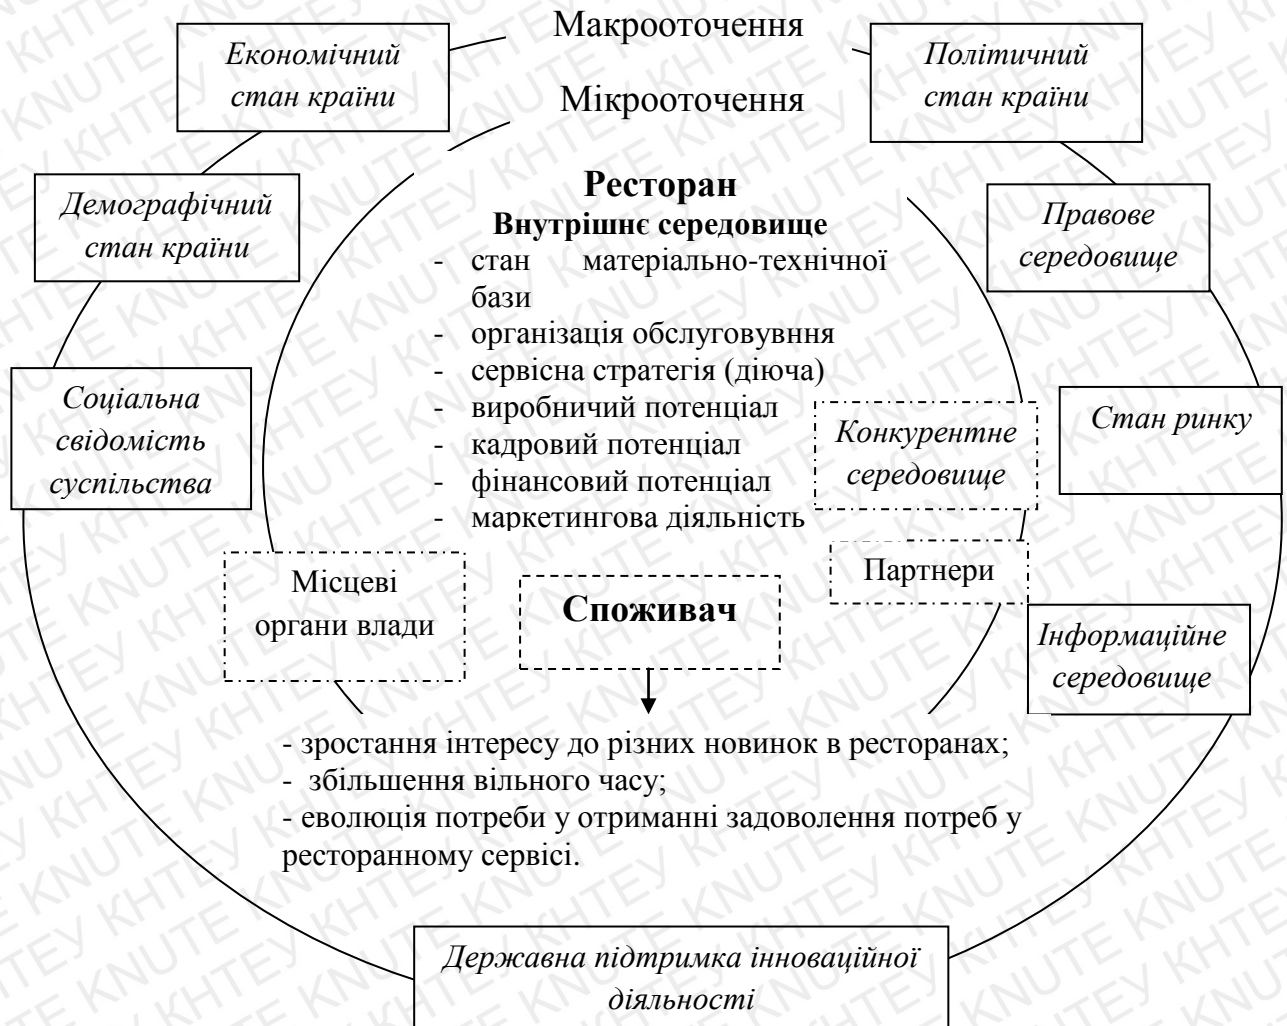 Макрооточення
Економічний
стан країни
Політичний
стан країни
Мікрооточення
Демографічний
стан країни
Правове
середовище
Ресторан
Внутрішнє середовище
- стан матеріально-технічної
бази
- організація обслуговувння
- сервісна стратегія (діюча)
- виробничий потенціал
- кадровий потенціал
- фінансовий потенціал
- маркетингова діяльність
Соціальна
свідомість
суспільства
Конкурентне
середовище
Стан ринку
Місцеві
органи влади
Споживач
Партнери
Інформаційне
середовище
- зростання інтересу до різних новинок в ресторанах;
- збільшення вільного часу;
- еволюція потреби у отриманні задоволення потреб у
ресторанному сервісі.
Державна підтримка інноваційної
діяльності
КНТЕУ KNUTE